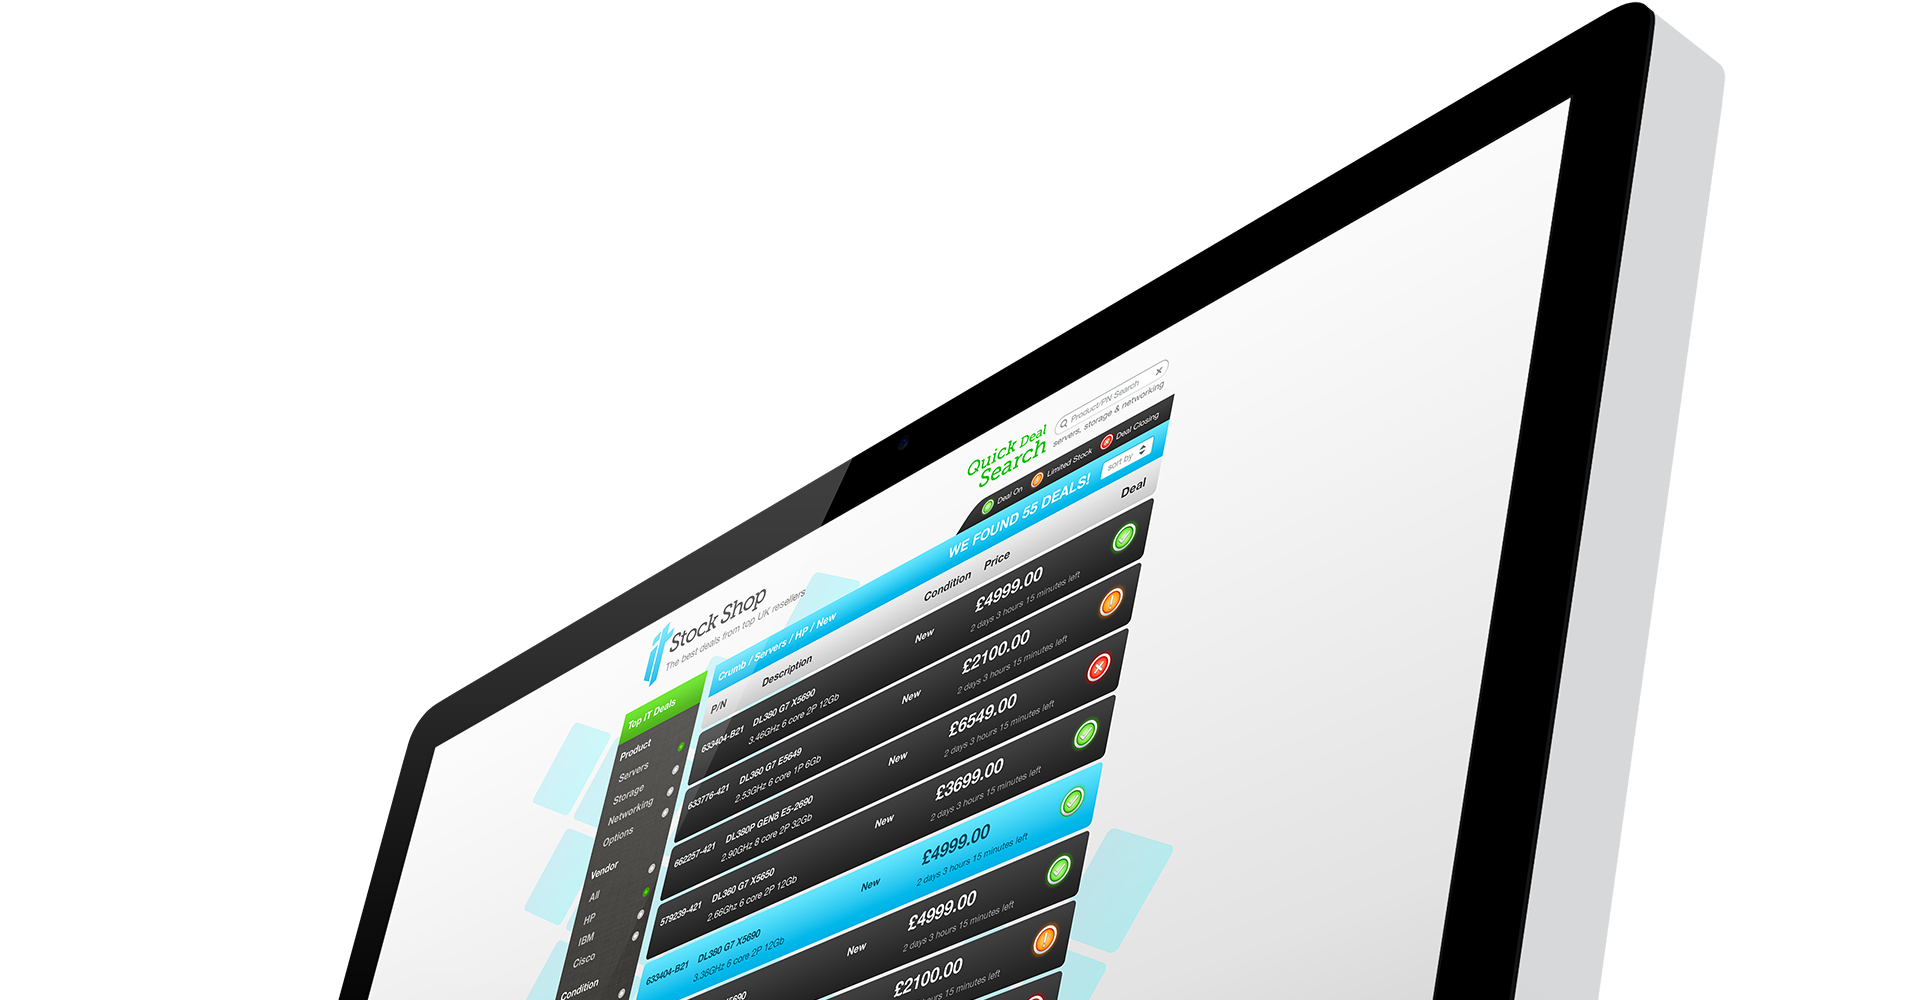 it Stock Shop
The best deals from top UK resellers
Quick Deal
Search
Product/PN Search
servers, storage & networking
Deal On
Limited Stock
Deal Closing
Crumb / Servers / HP / New
WE FOUND 55 DEALS!
sort by
P/N
Description
Condition
Price
Deal
Top IT Deals
Product
Servers
Storage
Networking
Options
Vendor
All
HP
IBM
Cisco
Condition
633404-B21
DL380 G7 X5690
3.46GHz 6 core 2P 12Gb
New
£4999.00
2 days 3 hours 15 minutes left
633776-421
DL360 G7 E5649
2.53GHz 6 core 1P 6Gb
New
£2100.00
2 days 3 hours 15 minutes left
662257-421
DL380P GEN8 E5-2690
2.90GHz 8 core 2P 32Gb
New
£6549.00
2 days 3 hours 15 minutes left
579239-421
DL360 G7 X5650
2.66Ghz 6 core 2P 12Gb
New
£3699.00
2 days 3 hours 15 minutes left
633404-B21
DL380 G7 X5690
3.36GHz 6 core 2P 12Gb
New
£4999.00
2 days 3 hours 15 minutes left
New
£4999.00
2 days 3 hours 15 minutes left
£2100.00
hours 15 minutes left